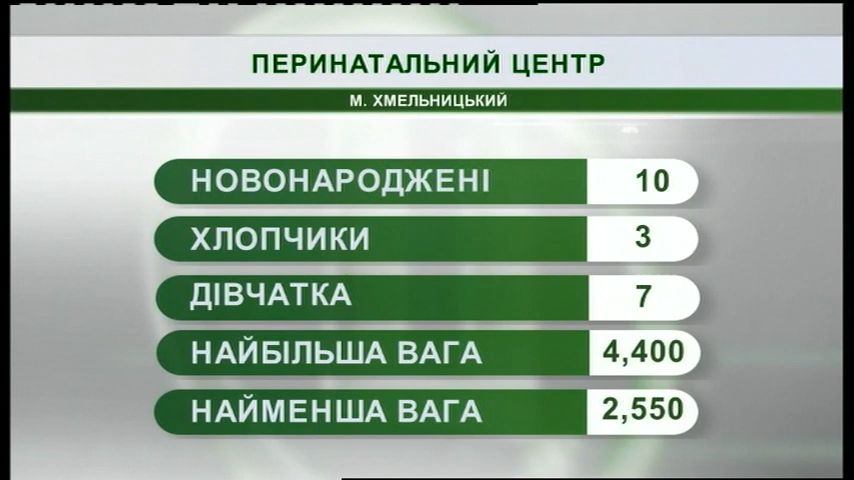 ПЕРИНАТАЛЬНИЙ ЦЕНТР
М. ХМЕЛЬНИЦЬКИЙ
НОВОНАРОДЖЕНІ 10
ХЛОПЧИКИ 3
ДІВЧАТКА 7
НАЙБІЛЬША ВАГА 4,400
НАЙМЕНША ВАГА 2,550